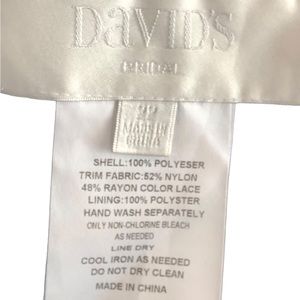 DaVID'S
BRIDAL
MADE IN
CHINA
SHELL:100% POLYESER
TRIM FABRIC:52% NYLON
48% RAYON COLOR LACE
LINING:100% POLYSTER
HAND WASH SEPARATELY
ONLY NON-CHLORINE BLEACH
AS NEEDED
LINE DRY
COOL IRON AS NEEDED
DO NOT DRY CLEAN
MADE IN CHINA